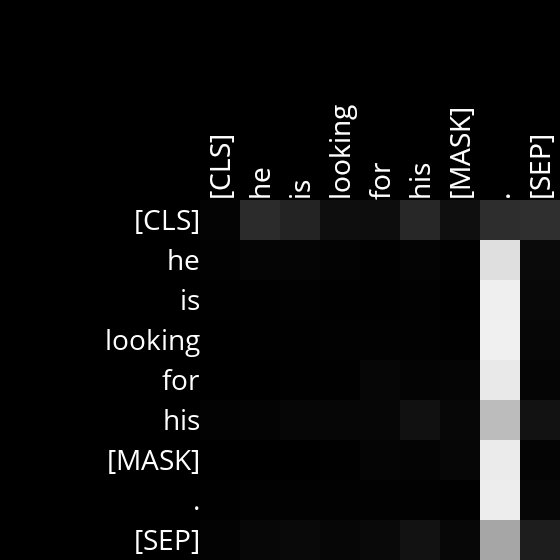 [CLS] he is looking for his [MASK] . [SEP]
[CLS]
he
is
looking
for
his
[MASK]
.
[SEP]